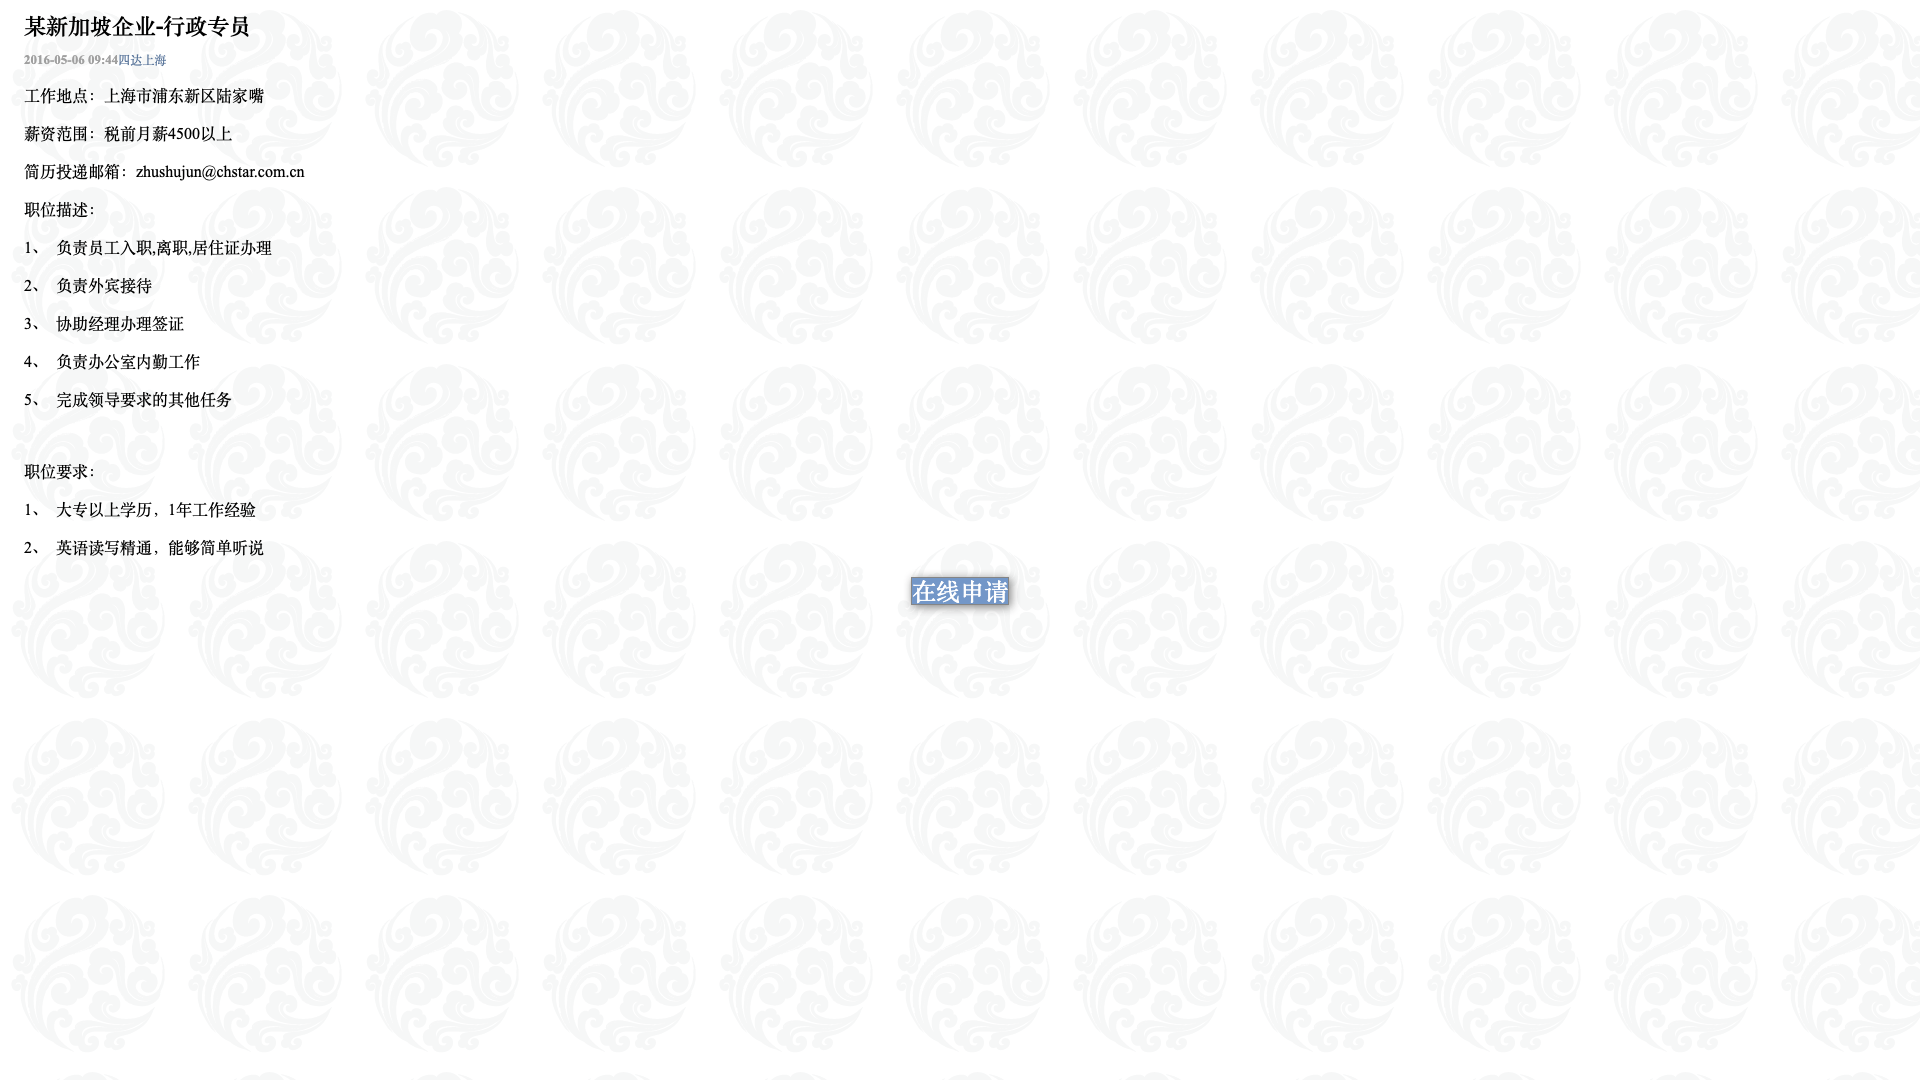 某新加坡企业-行政专员
2016-05-06 09:44四达上海
工作地点：上海市浦东新区陆家嘴
薪资范围：税前月薪4500以上
简历投递邮箱：zhushujun@chstar.com.cn
职位描述：
1、 负责员工入职,离职,居住证办理
2、 负责外宾接待
3、 协助经理办理签证
4、 负责办公室内勤工作
5、 完成领导要求的其他任务
职位要求：
1、 大专以上学历，1年工作经验
2、 英语读写精通，能够简单听说
在线申请